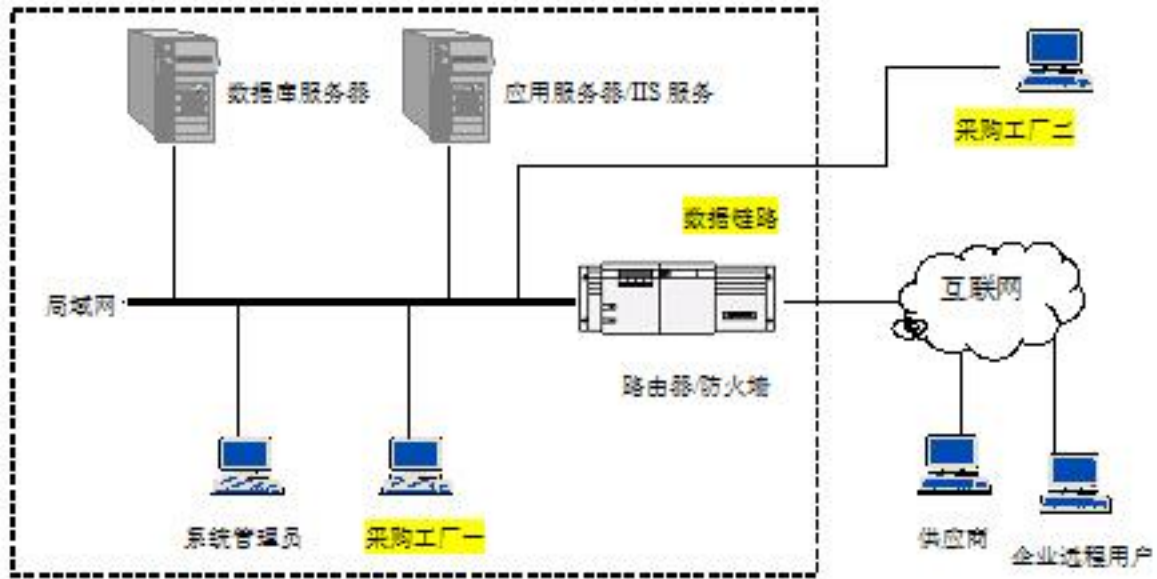 数据库服务器
应用服务器/IIS 服务
采购工厂二
数据链路
互联网
局域网
路由器/防火墙
系统管理员
采购工厂一
供应商
企业远程用户